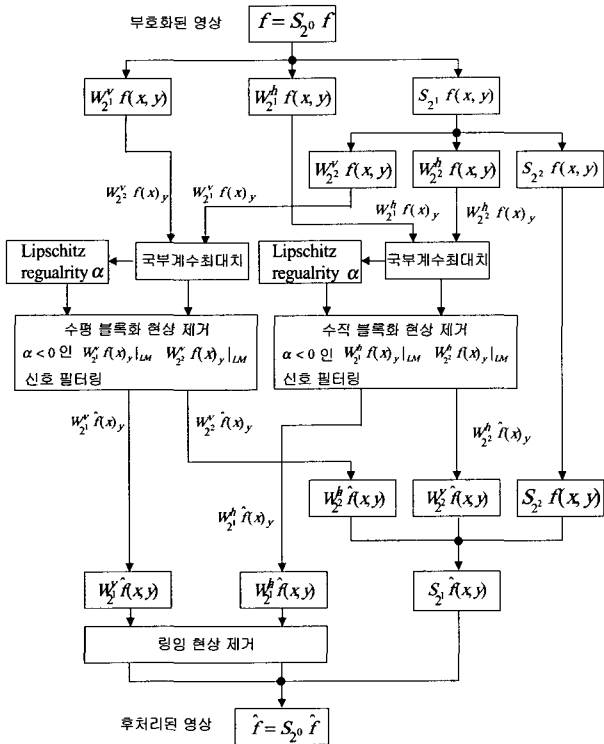 부호화된 영상
f = S_{2^0} f
W^v_{2^1} f(x, y)
W^h_{2^1} f(x, y)
S_{2^1} f(x, y)
W^v_{2^2} f(x, y)
W^h_{2^2} f(x, y)
S_{2^2} f(x, y)
W^v_{2^2} f(x)_y
W^v_{2^1} f(x)_y
W^h_{2^1} f(x)_y
W^h_{2^2} f(x)_y
Lipschitz
regualrity α
국부계수최대치
Lipschitz
regualrity α
국부계수최대치
수평 블록화 현상 제거
α < 0 인 W^v_{2^1} f(x)_y|_{LM} W^v_{2^2} f(x)_y|_{LM}
신호 필터링
수직 블록화 현상 제거
α < 0 인 W^h_{2^1} f(x)_y|_{LM} W^h_{2^2} f(x)_y|_{LM}
신호 필터링
W^v_{2^1} f̂(x)_y
W^v_{2^2} f̂(x)_y
W^h_{2^2} f̂(x)_y
W^h_{2^1} f̂(x)_y
W^h_{2^2} f̂(x,y)
W^v_{2^2} f̂(x,y)
S_{2^2} f(x, y)
W^v_{2^1} f̂(x,y)
W^h_{2^1} f̂(x,y)
S_{2^1} f̂(x,y)
링잉 현상 제거
후처리된 영상
f̂ = S_{2^0} f̂